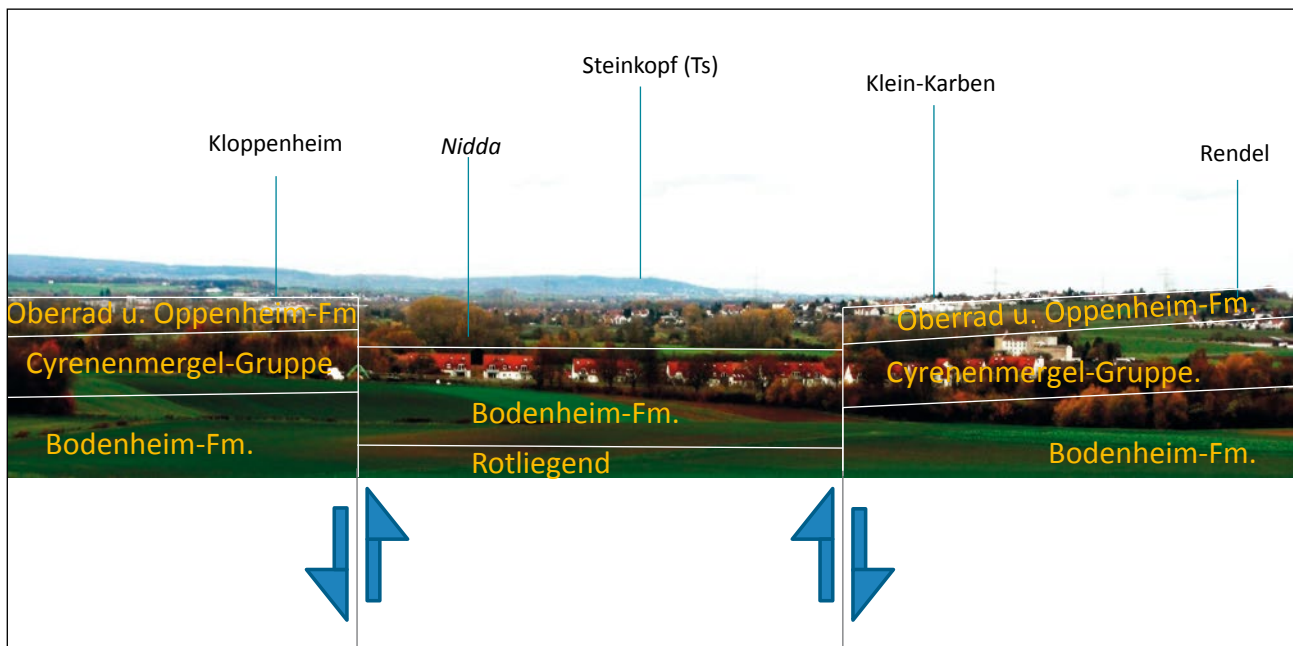 Steinkopf (Ts)
Klein-Karben
Kloppenheim
Nidda
Rendel
Oberrad u. Oppenheim-Fm
Oberrad u. Oppenheim-Fm.
Cyrenenmergel-Gruppe
Cyrenenmergel-Gruppe.
Bodenheim-Fm.
Bodenheim-Fm.
Bodenheim-Fm.
Rotliegend